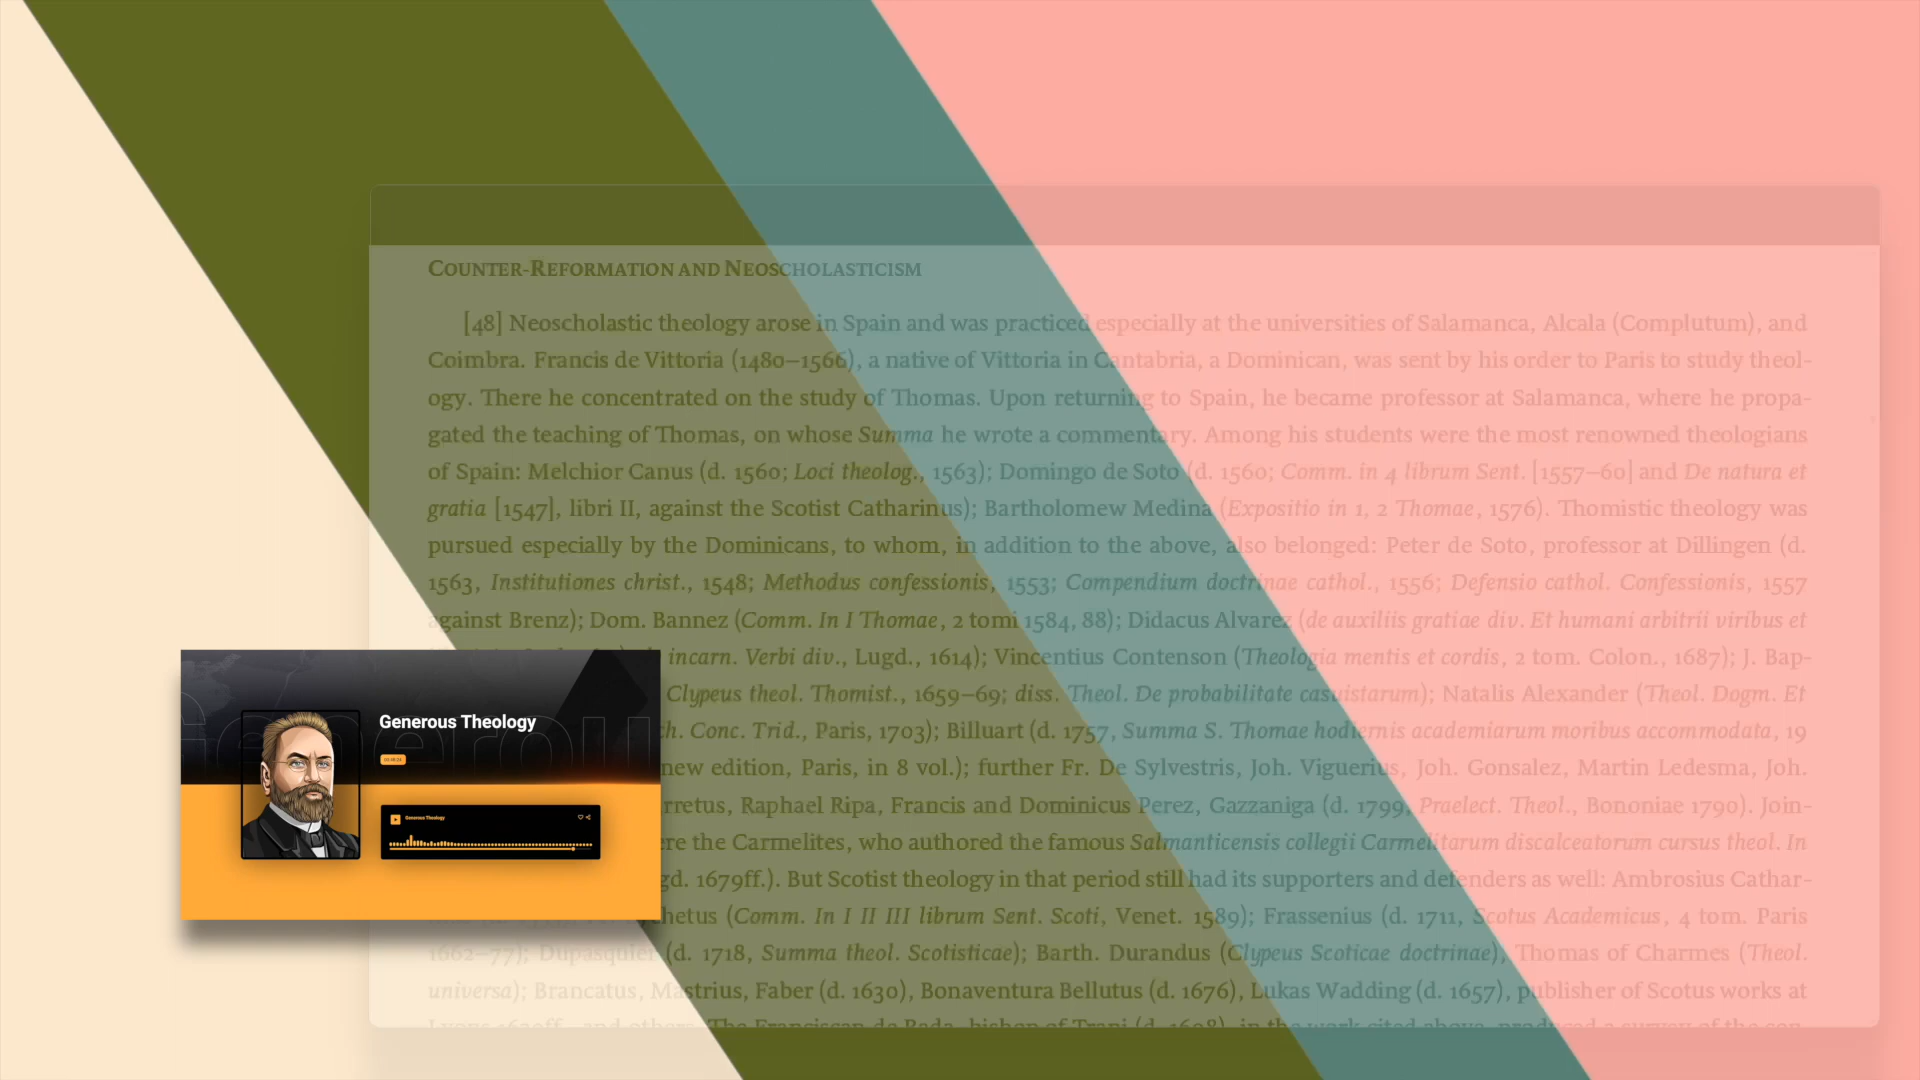 COUNTER-REFORMATION AND NEOSCHOLASTICISM
[48] Neoscholastic theology arose in Spain and was practiced especially at the universities of Salamanca, Alcala (Complutum), and
Coimbra. Francis de Vittoria (1480–1566), a native of Vittoria in Cantabria, a Dominican, was sent by his order to Paris to study theol-
ogy. There he concentrated on the study of Thomas. Upon returning to Spain, he became professor at Salamanca, where he propa-
gated the teaching of Thomas, on whose Summa he wrote a commentary. Among his students were the most renowned theologians
of Spain: Melchior Canus (d. 1560; Loci theolog., 1563); Domingo de Soto (d. 1560; Comm. in 4 librum Sent. [1557–60] and De natura et
gratia [1547], libri II, against the Scotist Catharinus); Bartholomew Medina (Expositio in 1, 2 Thomae, 1576). Thomistic theology was
pursued especially by the Dominicans, to whom, in addition to the above, also belonged: Peter de Soto, professor at Dillingen (d.
1563, Institutiones christ., 1548; Methodus confessionis, 1553; Compendium doctrinae cathol., 1556; Defensio cathol. Confessionis, 1557
against Brenz); Dom. Bannez (Comm. In I Thomae, 2 tomi 1584, 88); Didacus Alvarez (de auxiliis gratiae div. Et humani arbitrii viribus et
incarn. Verbi div., Lugd., 1614); Vincentius Contenson (Theologia mentis et cordis, 2 tom. Colon., 1687); J. Bap-
Clypeus theol. Thomist., 1659–69; diss. Theol. De probabilitate casuistarum); Natalis Alexander (Theol. Dogm. Et
Conc. Trid., Paris, 1703); Billuart (d. 1757, Summa S. Thomae hodiernis academiarum moribus accommodata, 19
new edition, Paris, in 8 vol.); further Fr. De Sylvestris, Joh. Viguerius, Joh. Gonsalez, Martin Ledesma, Joh.
Raphael Ripa, Francis and Dominicus Perez, Gazzaniga (d. 1799, Praelect. Theol., Bononiae 1790). Join-
the Carmelites, who authored the famous Salmanticensis collegii Carmelitarum discalceatorum cursus theol. In
1679ff.). But Scotist theology in that period still had its supporters and defenders as well: Ambrosius Cathar-
(Comm. In I II III librum Sent. Scoti, Venet. 1589); Frassenius (d. 1711, Scotus Academicus, 4 tom. Paris
1662–77); Dupasquier (d. 1718, Summa theol. Scotisticae); Barth. Durandus (Clypeus Scoticae doctrinae), Thomas of Charmes (Theol.
universa); Brancatus, Mastrius, Faber (d. 1630), Bonaventura Bellutus (d. 1676), Lukas Wadding (d. 1657), publisher of Scotus works at
Generous Theology
Generous Theology